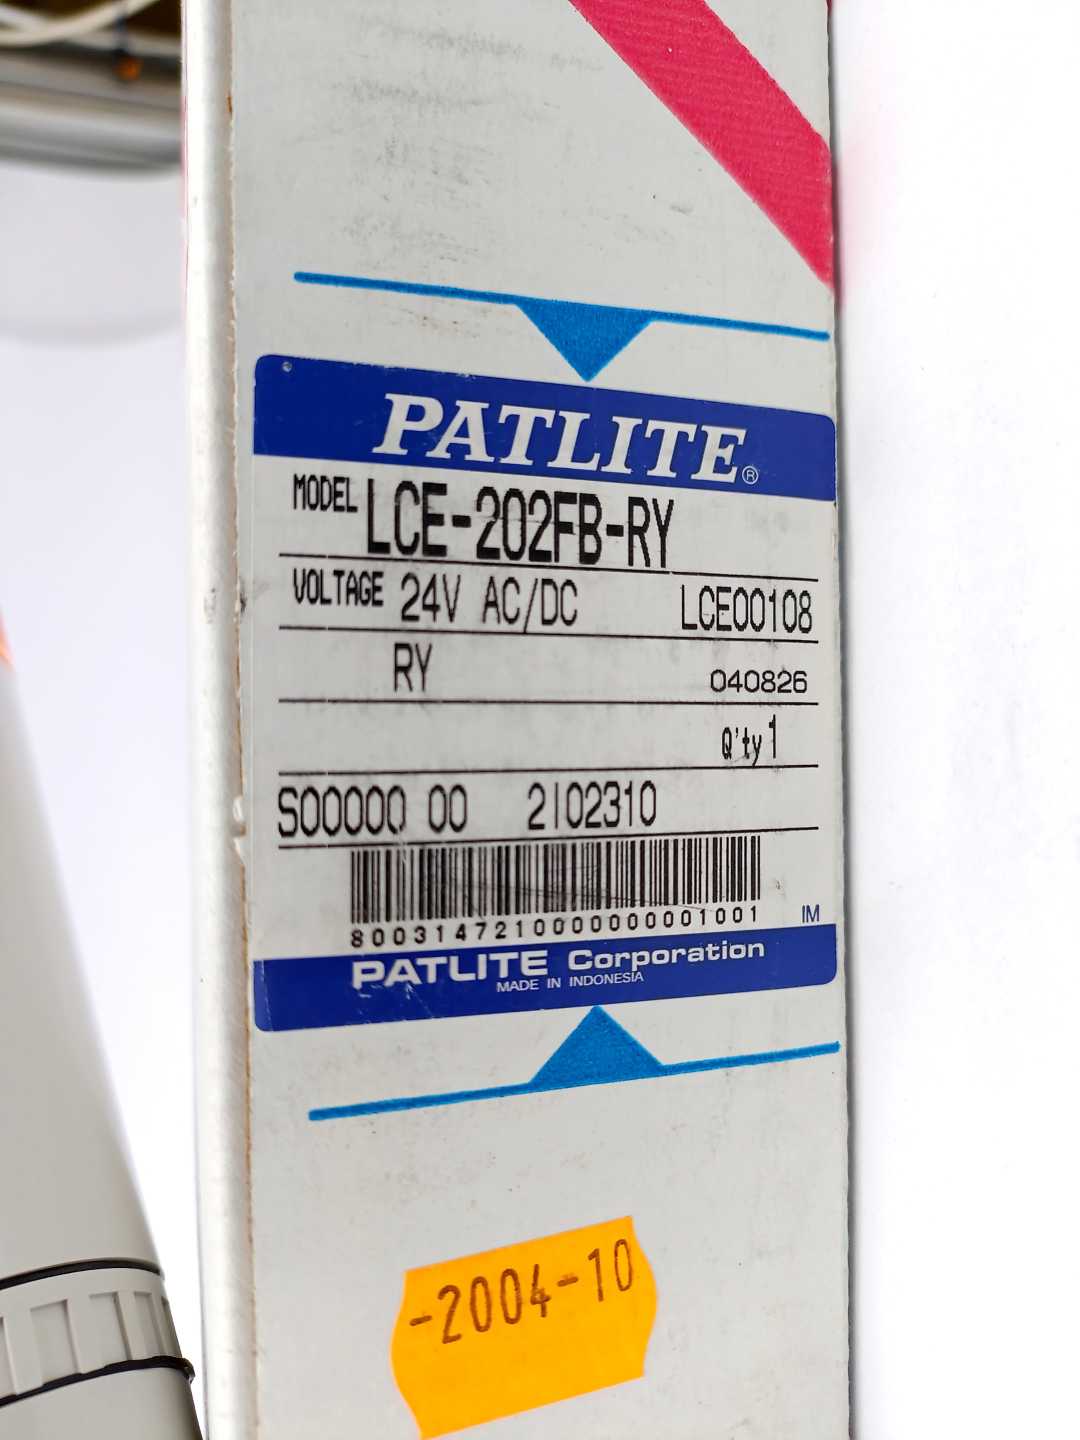 PATLITE®
MODEL LCE-202FB-RY
VOLTAGE 24V AC/DC LCE00108
RY 040826
Q'ty 1
S00000 00 2I02310
8003147210000000001001 IM
PATLITE Corporation
MADE IN INDONESIA
-2004-10